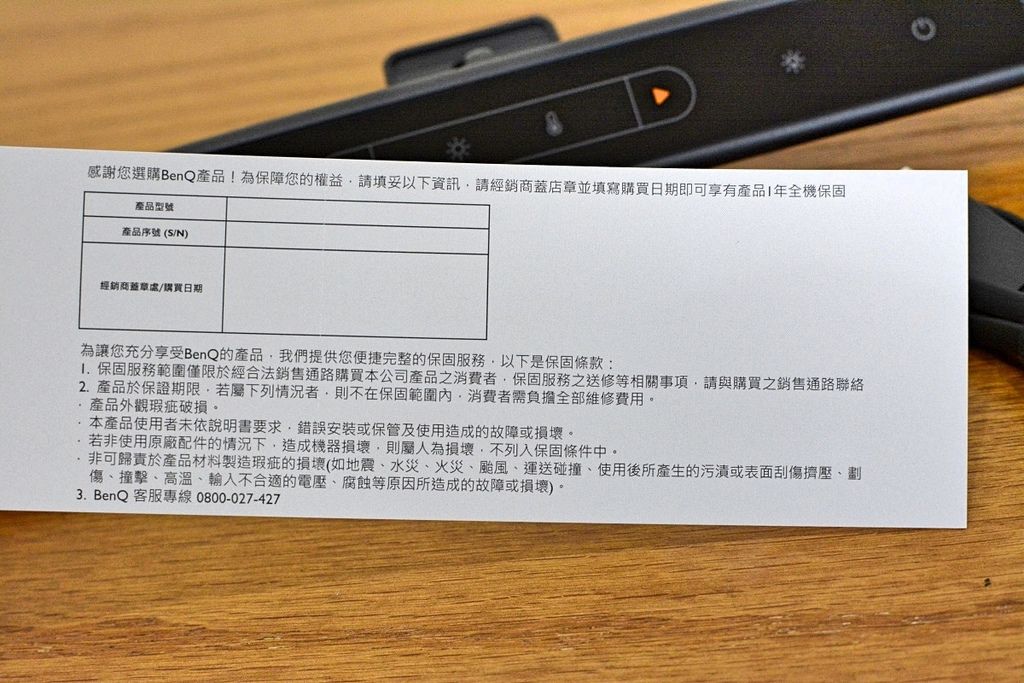 感謝您選購BenQ產品！為保障您的權益，請填妥以下資訊，請經銷商蓋店章並填寫購買日期即可享有產品1年全機保固
產品型號
產品序號 (S/N)
經銷商蓋章處/購買日期
為讓您充分享受BenQ的產品，我們提供您便捷完整的保固服務，以下是保固條款：
1. 保固服務範圍僅限於經合法銷售通路購買本公司產品之消費者，保固服務之送修等相關事項，請與購買之銷售通路聯絡
2. 產品於保證期限，若屬下列情況者，則不在保固範圍內，消費者需負擔全部維修費用。
· 產品外觀瑕疵破損。
· 本產品使用者未依說明書要求，錯誤安裝或保管及使用造成的故障或損壞。
· 若非使用原廠配件的情況下，造成機器損壞，則屬人為損壞，不列入保固條件中。
· 非可歸責於產品材料製造瑕疵的損壞(如地震、水災、火災、颱風、運送碰撞、使用後所產生的污漬或表面刮傷擠壓、劃
傷、撞擊、高溫、輸入不合適的電壓、腐蝕等原因所造成的故障或損壞)。
3. BenQ 客服專線 0800-027-427